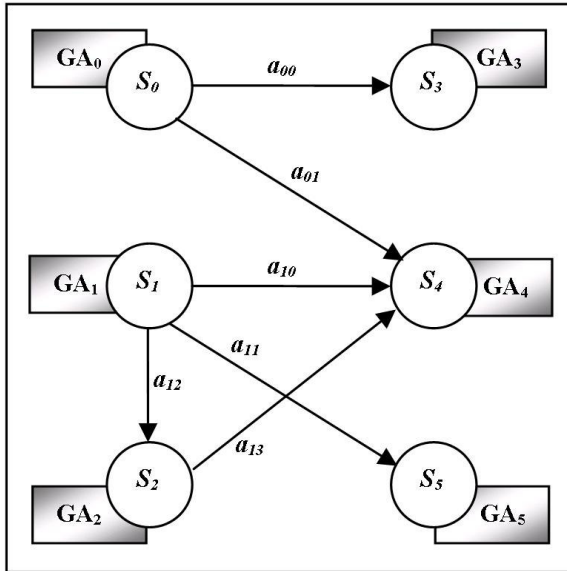 GA₀ S₀ a₀₀ S₃ GA₃
a₀₁
GA₁ S₁ a₁₀ S₄ GA₄
a₁₁
a₁₂
a₁₃
GA₂ S₂ S₅ GA₅